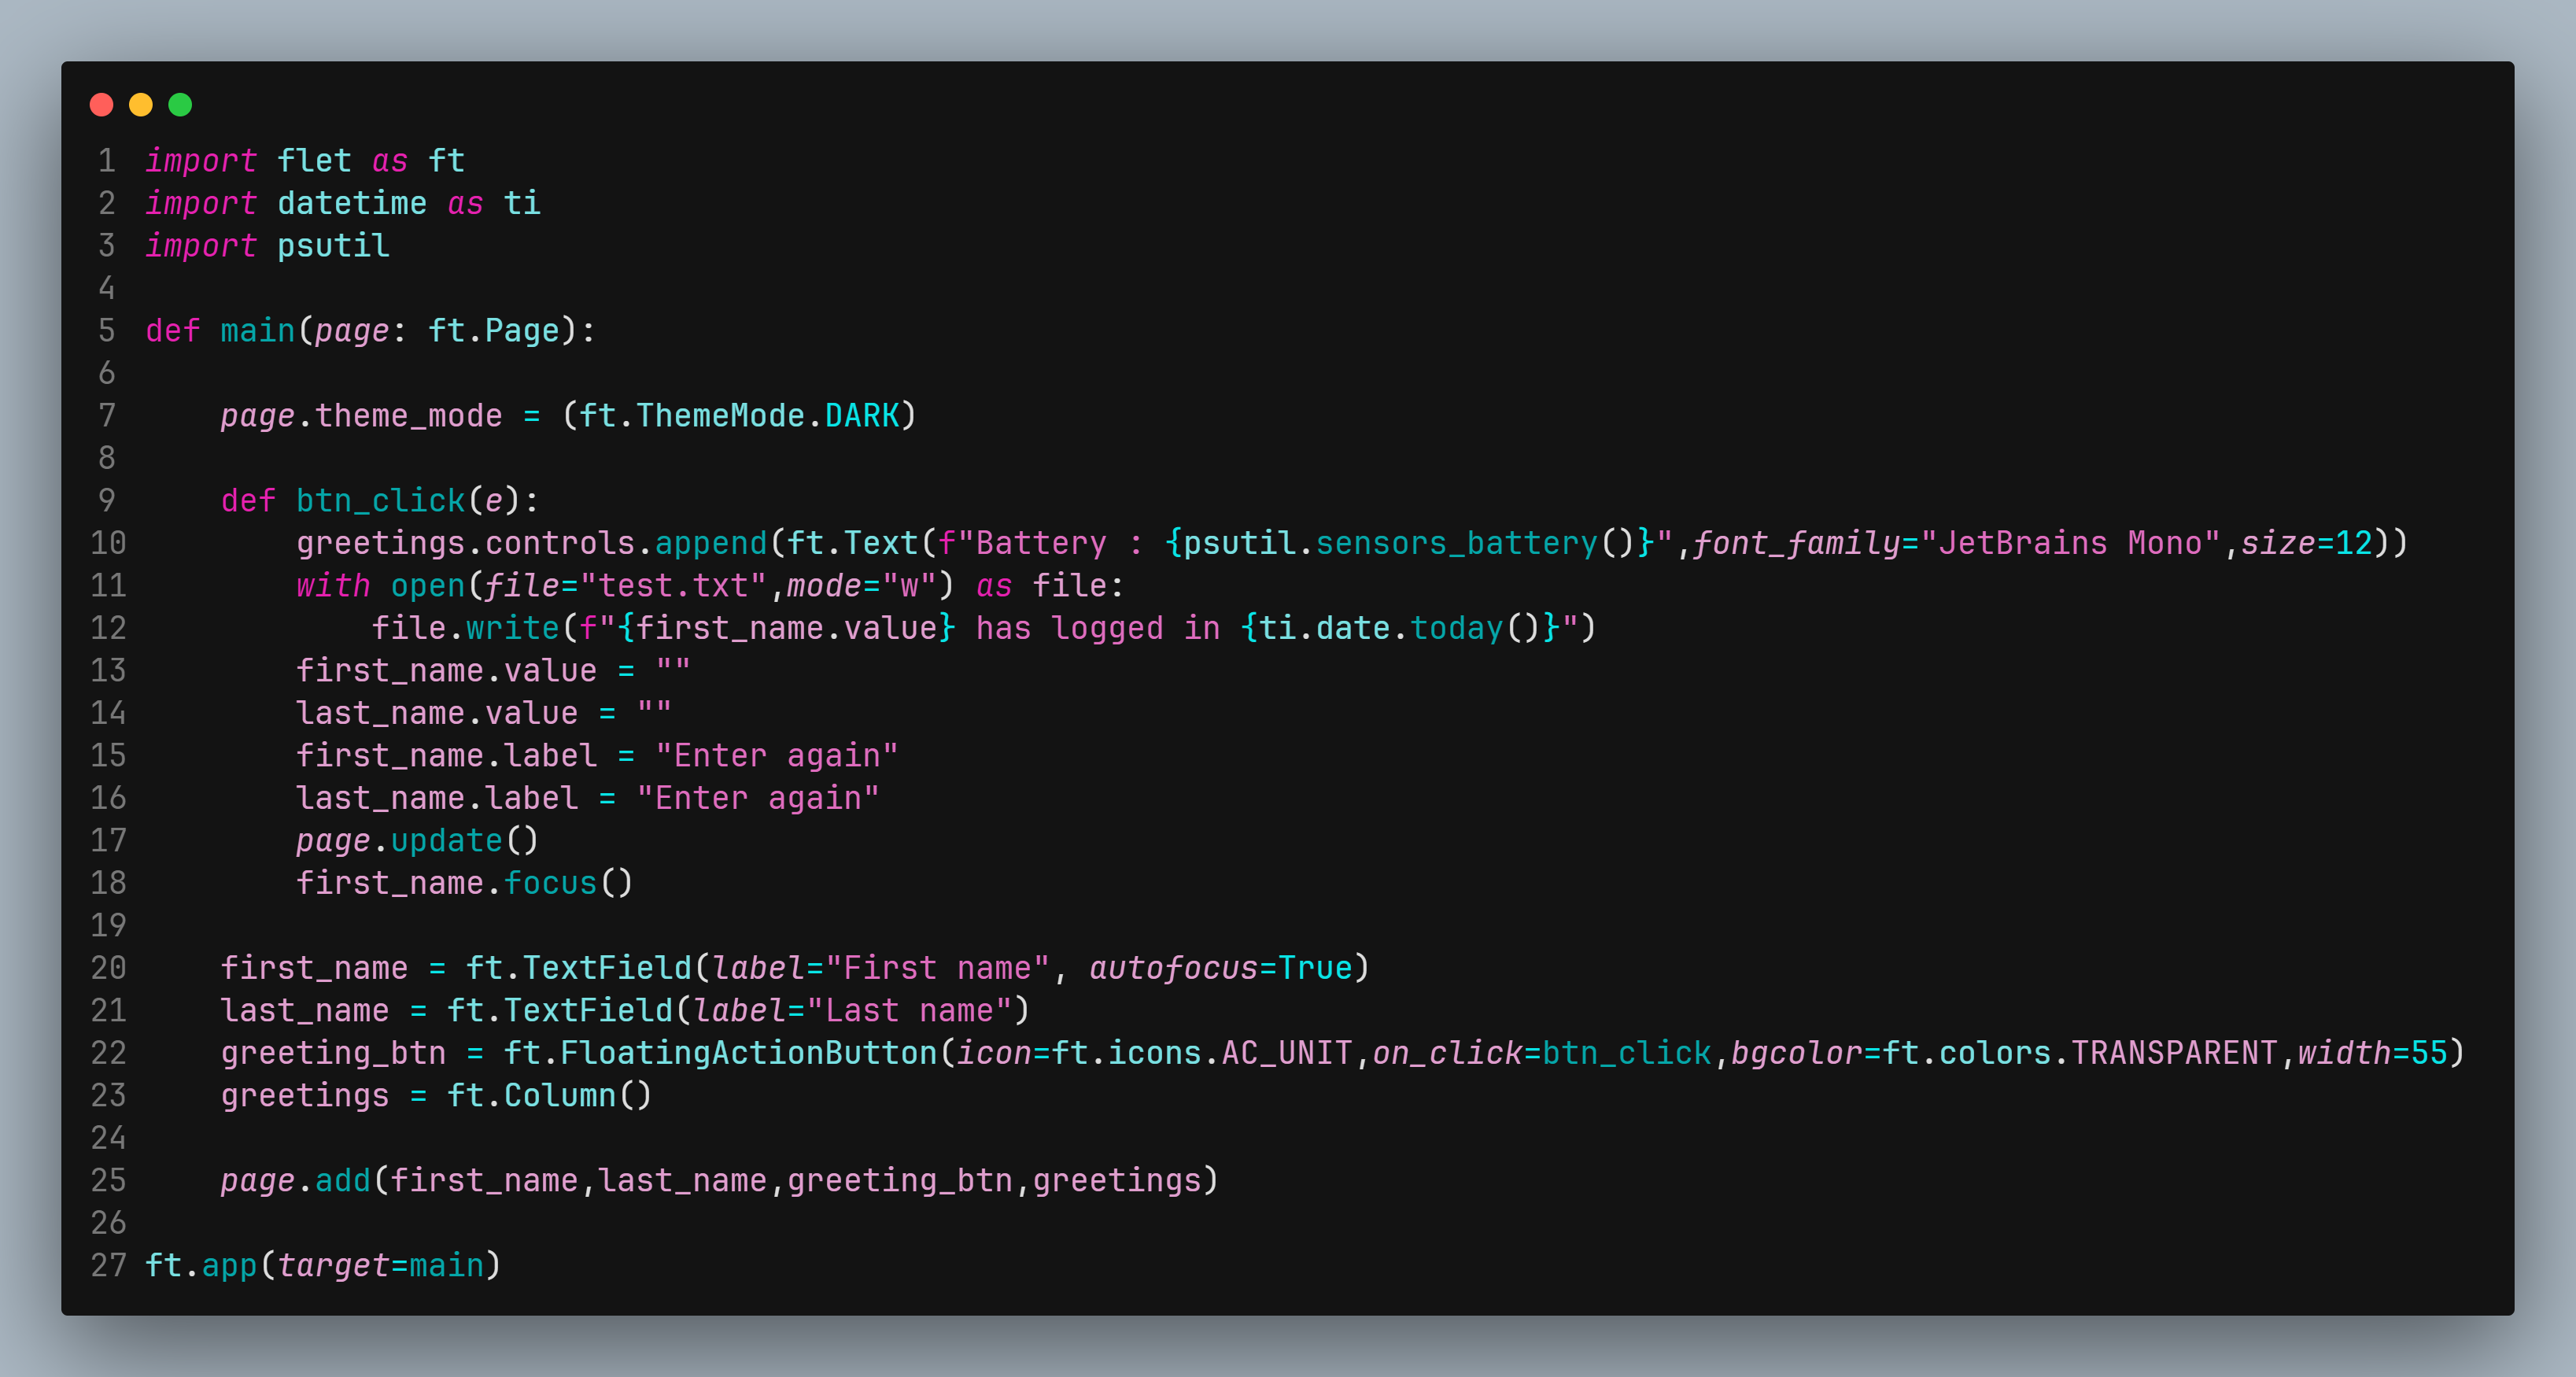 1 import flet as ft
2 import datetime as ti
3 import psutil
4
5 def main(page: ft.Page):
6
7     page.theme_mode = (ft.ThemeMode.DARK)
8
9     def btn_click(e):
10         greetings.controls.append(ft.Text(f"Battery : {psutil.sensors_battery()}",font_family="JetBrains Mono",size=12))
11         with open(file="test.txt",mode="w") as file:
12             file.write(f"{first_name.value} has logged in {ti.date.today()}")
13         first_name.value = ""
14         last_name.value = ""
15         first_name.label = "Enter again"
16         last_name.label = "Enter again"
17         page.update()
18         first_name.focus()
19
20     first_name = ft.TextField(label="First name", autofocus=True)
21     last_name = ft.TextField(label="Last name")
22     greeting_btn = ft.FloatingActionButton(icon=ft.icons.AC_UNIT,on_click=btn_click,bgcolor=ft.colors.TRANSPARENT,width=55)
23     greetings = ft.Column()
24
25     page.add(first_name,last_name,greeting_btn,greetings)
26
27 ft.app(target=main)